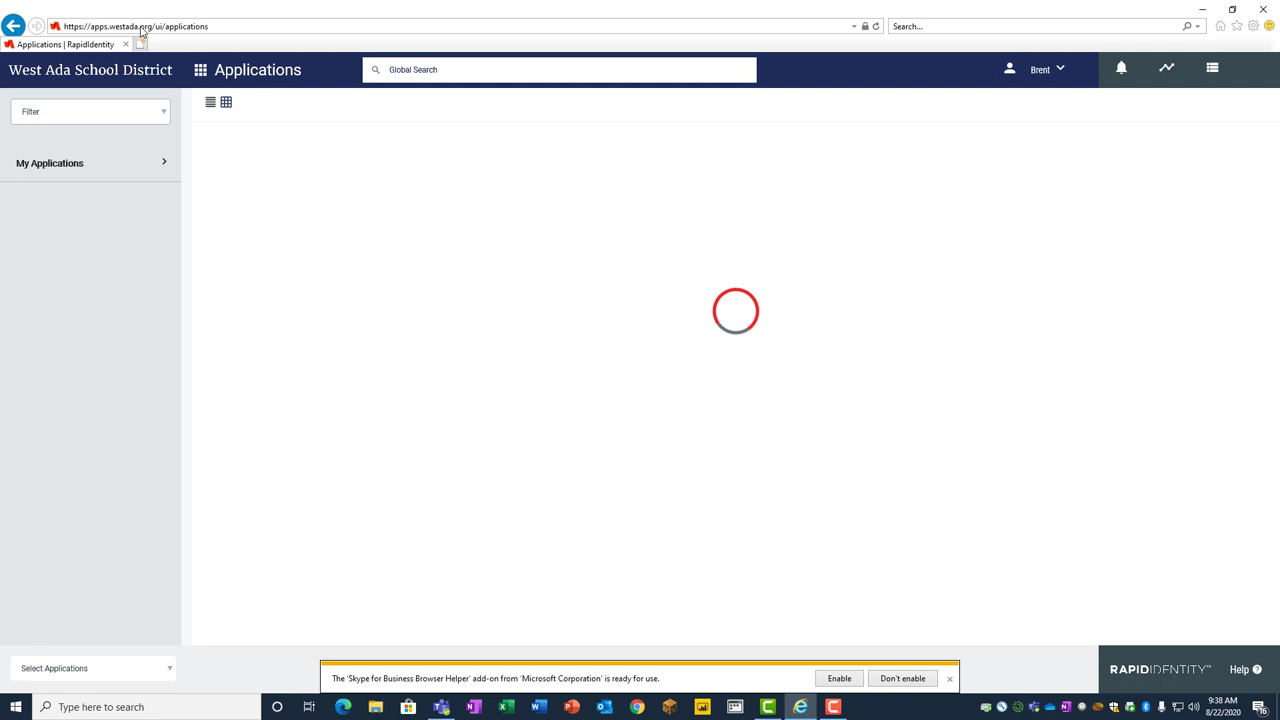 https://apps.westada.org/ui/applications
Search...
Applications | RapidIdentity
West Ada School District
Applications
Global Search
Brent
Filter
My Applications
Select Applications
The 'Skype for Business Browser Helper' add-on from 'Microsoft Corporation' is ready for use.
Enable
Don't enable
RAPIDIDENTITY™
Help
Type here to search
9:38 AM
8/22/2020
16